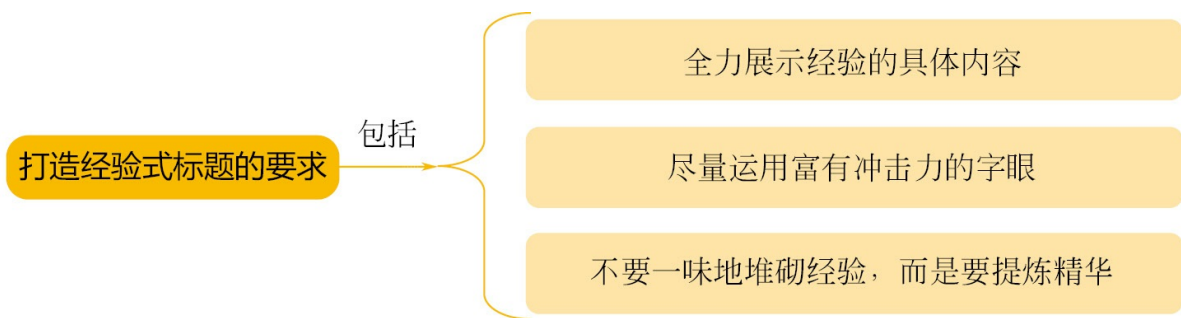 打造经验式标题的要求
包括
全力展示经验的具体内容
尽量运用富有冲击力的字眼
不要一味地堆砌经验，而是要提炼精华